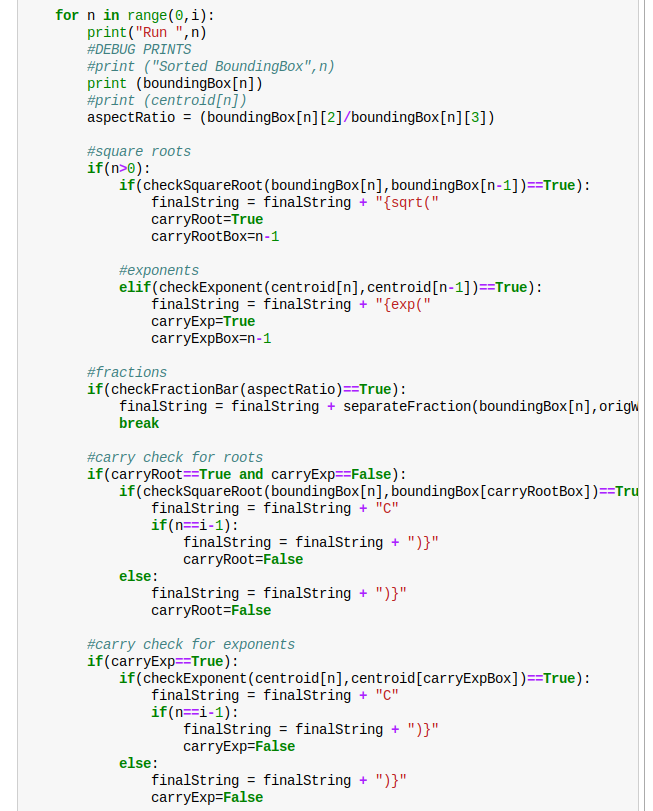 for n in range(0,i):
print("Run ",n)
#DEBUG PRINTS
#print ("Sorted BoundingBox",n)
print (boundingBox[n])
#print (centroid[n])
aspectRatio = (boundingBox[n][2]/boundingBox[n][3])
#square roots
if(n>0):
if(checkSquareRoot(boundingBox[n],boundingBox[n-1])==True):
finalString = finalString + "{sqrt("
carryRoot=True
carryRootBox=n-1
#exponents
elif(checkExponent(centroid[n],centroid[n-1])==True):
finalString = finalString + "{exp("
carryExp=True
carryExpBox=n-1
#fractions
if(checkFractionBar(aspectRatio)==True):
finalString = finalString + separateFraction(boundingBox[n],origW
break
#carry check for roots
if(carryRoot==True and carryExp==False):
if(checkSquareRoot(boundingBox[n],boundingBox[carryRootBox])==Tru
finalString = finalString + "C"
if(n==i-1):
finalString = finalString + ")}"
carryRoot=False
else:
finalString = finalString + ")}"
carryRoot=False
#carry check for exponents
if(carryExp==True):
if(checkExponent(centroid[n],centroid[carryExpBox])==True):
finalString = finalString + "C"
if(n==i-1):
finalString = finalString + ")}"
carryExp=False
else:
finalString = finalString + ")}"
carryExp=False